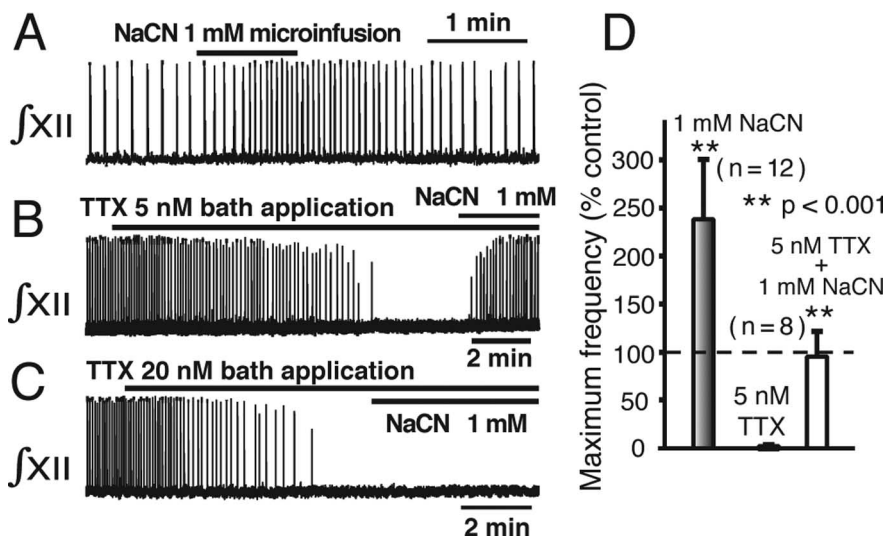 A
NaCN 1 mM microinfusion
1 min
∫XII
B
TTX 5 nM bath application
NaCN 1 mM
∫XII
2 min
C
TTX 20 nM bath application
NaCN 1 mM
∫XII
2 min
D
Maximum frequency (% control)
300
250
200
150
100
50
0
1 mM NaCN
**
(n=12)
** p < 0.001
5 nM TTX
+
1 mM NaCN
(n=8) **
5 nM
TTX